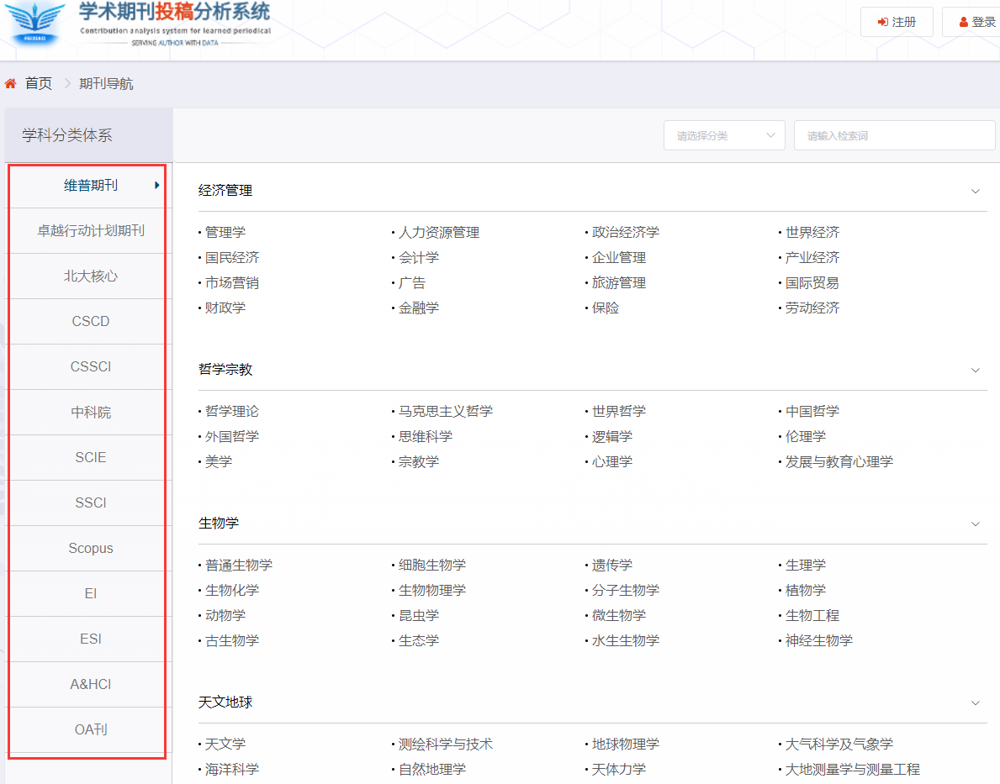 学术期刊投稿分析系统
Contribution analysis system for learned periodical
SERVING AUTHOR WITH DATA
注册
登录
首页
期刊导航
学科分类体系
请选择分类
请输入检索词
维普期刊
卓越行动计划期刊
北大核心
CSCD
CSSCI
中科院
SCIE
SSCI
Scopus
EI
ESI
A&HCI
OA刊
经济管理
·管理学 ·人力资源管理 ·政治经济学 ·世界经济
·国民经济 ·会计学 ·企业管理 ·产业经济
·市场营销 ·广告 ·旅游管理 ·国际贸易
·财政学 ·金融学 ·保险 ·劳动经济
哲学宗教
·哲学理论 ·马克思主义哲学 ·世界哲学 ·中国哲学
·外国哲学 ·思维科学 ·逻辑学 ·伦理学
·美学 ·宗教学 ·心理学 ·发展与教育心理学
生物学
·普通生物学 ·细胞生物学 ·遗传学 ·生理学
·生物化学 ·生物物理学 ·分子生物学 ·植物学
·动物学 ·昆虫学 ·微生物学 ·生物工程
·古生物学 ·生态学 ·水生生物学 ·神经生物学
天文地球
·天文学 ·测绘科学与技术 ·地球物理学 ·大气科学及气象学
·海洋科学 ·自然地理学 ·天体力学 ·大地测量学与测量工程